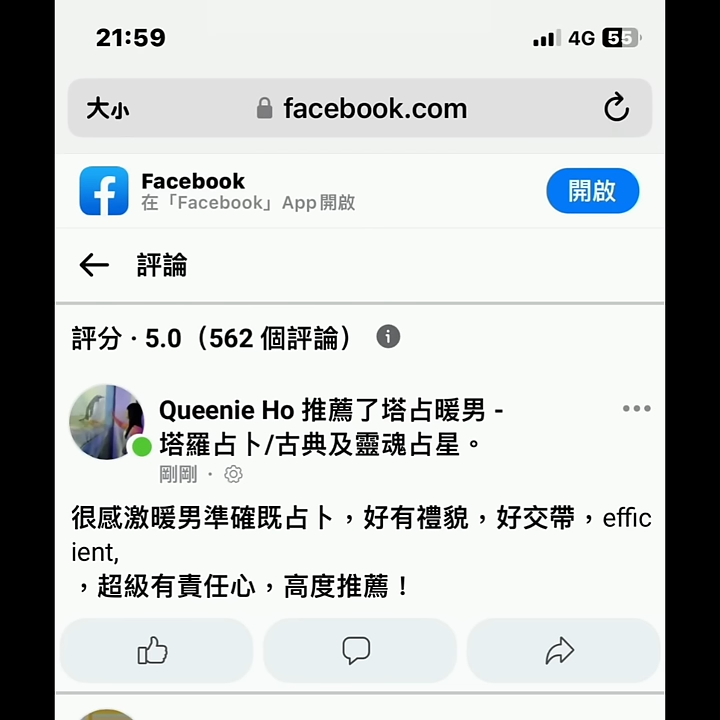 21:59
4G 55
大小
facebook.com
Facebook
在「Facebook」App開啟
開啟
評論
評分 · 5.0（562 個評論）
Queenie Ho 推薦了塔占暖男 -
塔羅占卜/古典及靈魂占星。
剛剛 ·
很感激暖男準確既占卜，好有禮貌，好交帶，effic
ient,
，超級有責任心，高度推薦！